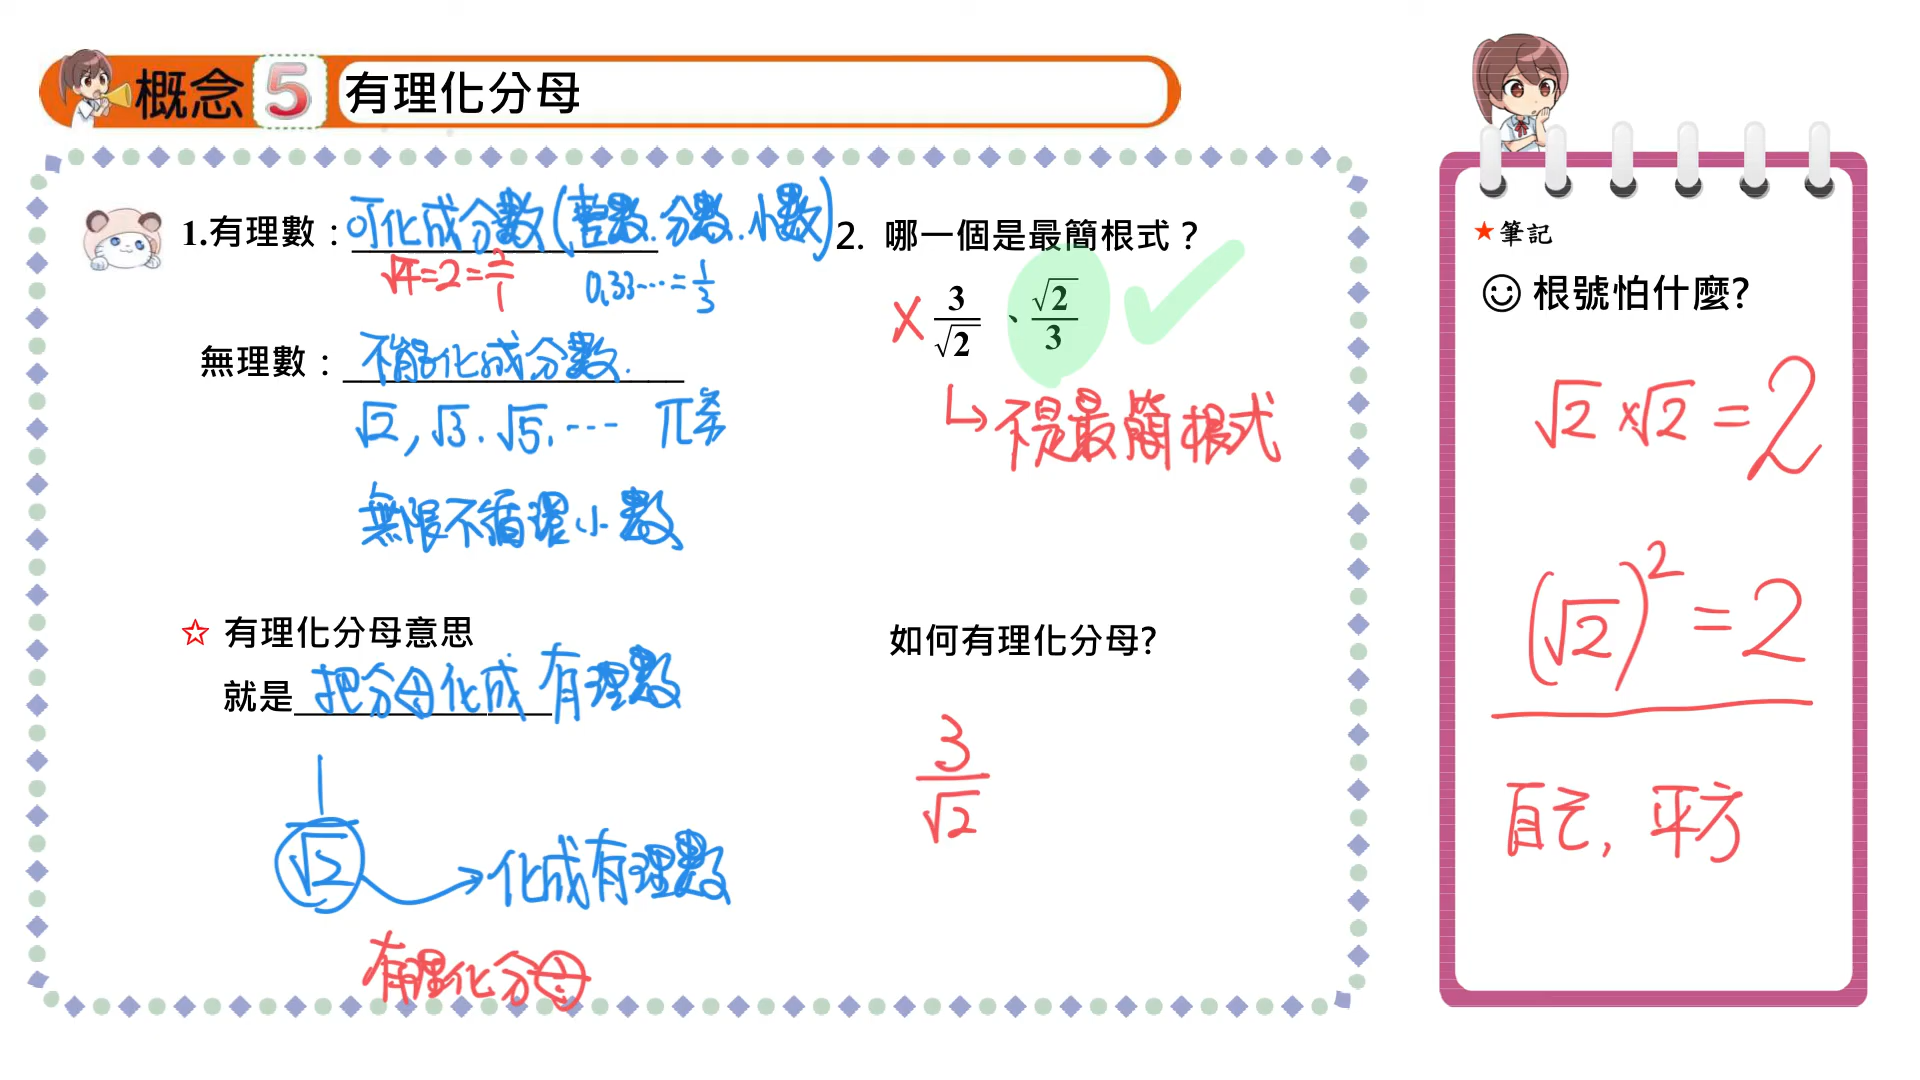 概念 5 有理化分母
1.有理數：可化成分數(整數.分數.小數)
√4=2=2/1
0.33…=1/3
無理數：不能化成分數.
√2,√3.√5.… π等
無限不循環小數
☆ 有理化分母意思
就是 把分母化成有理數
1/√2 → 化成有理數
有理化分母
2. 哪一個是最簡根式？
× 3/√2 、 √2/3 ✓
↳不是最簡根式
如何有理化分母?
3/√2
★筆記
☺ 根號怕什麼?
√2×√2=2
(√2)²=2
自己, 平方